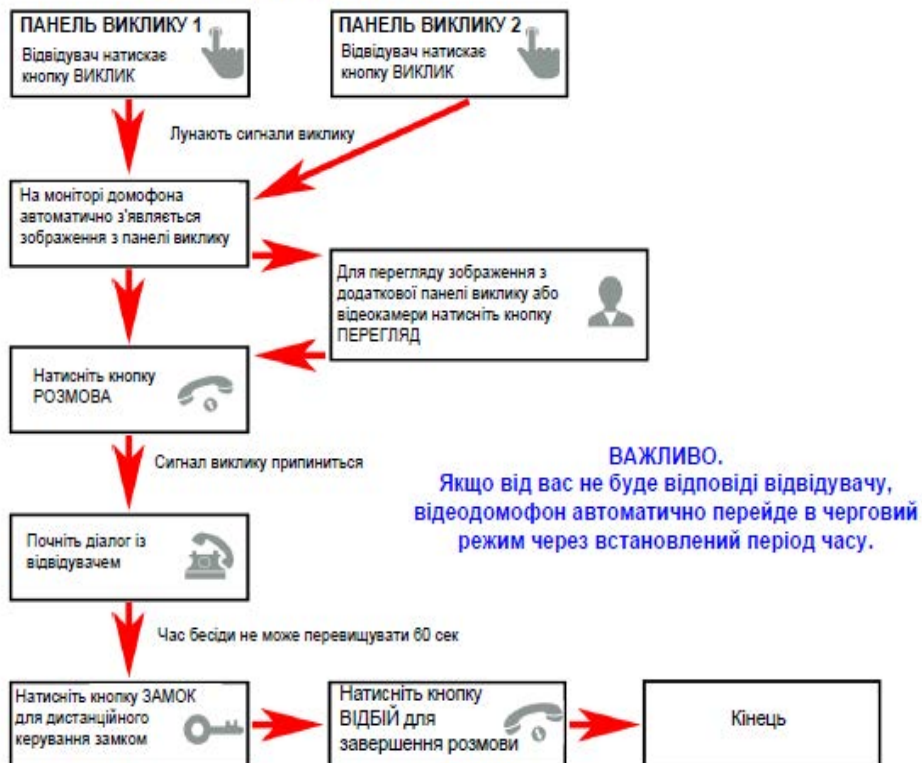 ПАНЕЛЬ ВИКЛИКУ 1
Відвідувач натискає
кнопку ВИКЛИК
ПАНЕЛЬ ВИКЛИКУ 2
Відвідувач натискає
кнопку ВИКЛИК
Лунають сигнали виклику
На моніторі домофона
автоматично з'являється
зображення з панелі виклику
Для перегляду зображення з
додаткової панелі виклику або
відеокамери натисніть кнопку
ПЕРЕГЛЯД
Натисніть кнопку
РОЗМОВА
Сигнал виклику припиниться
ВАЖЛИВО.
Якщо від вас не буде відповіді відвідувачу,
відеодомофон автоматично перейде в черговий
режим через встановлений період часу.
Почніть діалог із
відвідувачем
Час бесіди не може перевищувати 60 сек
Натисніть кнопку ЗАМОК
для дистанційного
керування замком
Натисніть кнопку
ВІДБІЙ для
завершення розмови
Кінець